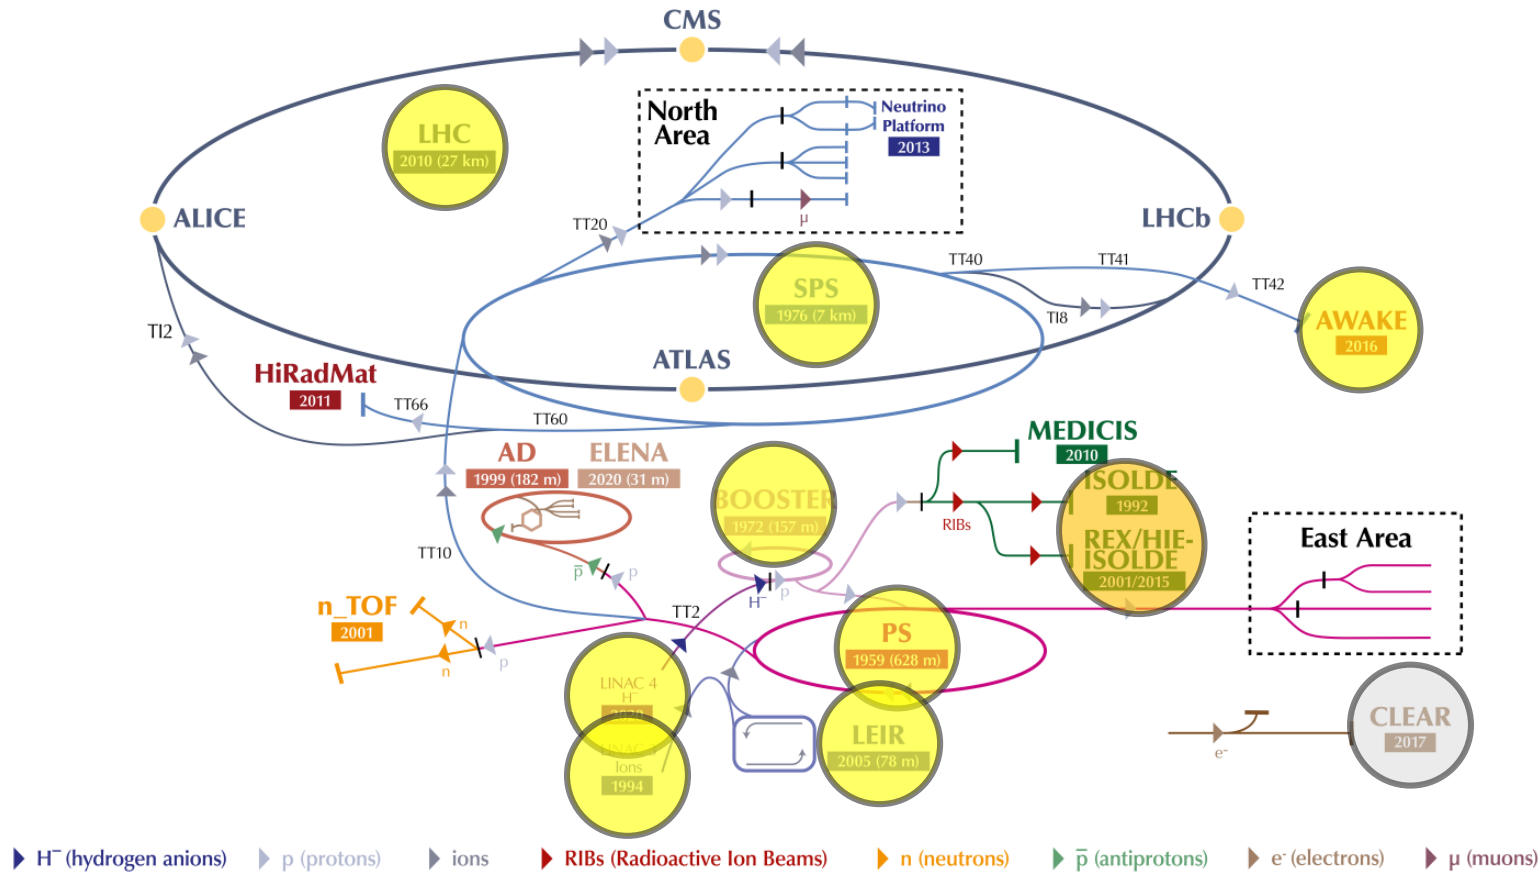 CMS
LHC
2010 (27 km)
North
Area
Neutrino
Platform
2013
μ
ALICE
LHCb
TT20
TT40
TT41
TT42
SPS
1976 (7 km)
TI8
AWAKE
2016
TI2
ATLAS
HiRadMat
2011
TT66
TT60
AD
1999 (182 m)
ELENA
2020 (31 m)
MEDICIS
2010
BOOSTER
1972 (157 m)
ISOLDE
1992
RIBs
REX/HIE-
ISOLDE
2001/2015
East Area
TT10
p̅
p
H⁻
p
TT2
n_TOF
2001
n
n
p
PS
1959 (628 m)
LINAC 4
H⁻
2020
LINAC 3
Ions
1994
LEIR
2005 (78 m)
CLEAR
2017
e⁻
H⁻ (hydrogen anions)
p (protons)
ions
RIBs (Radioactive Ion Beams)
n (neutrons)
p̅ (antiprotons)
e⁻ (electrons)
μ (muons)